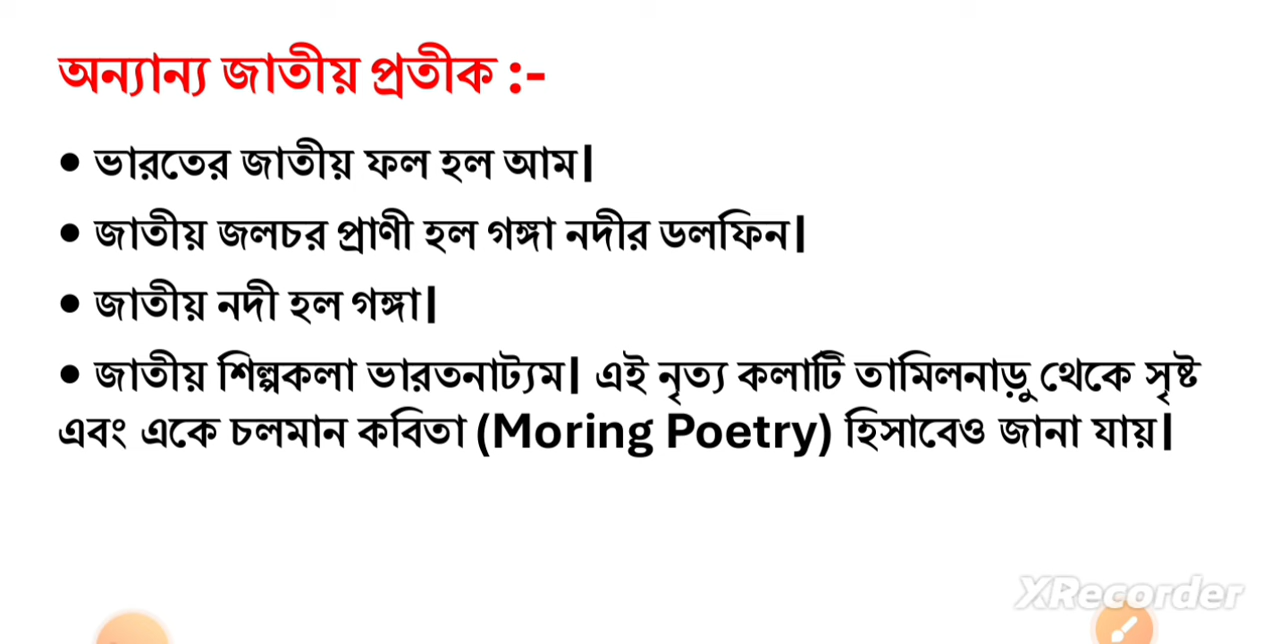 অন্যান্য জাতীয় প্রতীক :-
• ভারতের জাতীয় ফল হল আম।
• জাতীয় জলচর প্রাণী হল গঙ্গা নদীর ডলফিন।
• জাতীয় নদী হল গঙ্গা।
• জাতীয় শিল্পকলা ভারতনাট্যম। এই নৃত্য কলাটি তামিলনাড়ু থেকে সৃষ্ট
এবং একে চলমান কবিতা (Moring Poetry) হিসাবেও জানা যায়।
XRecorder